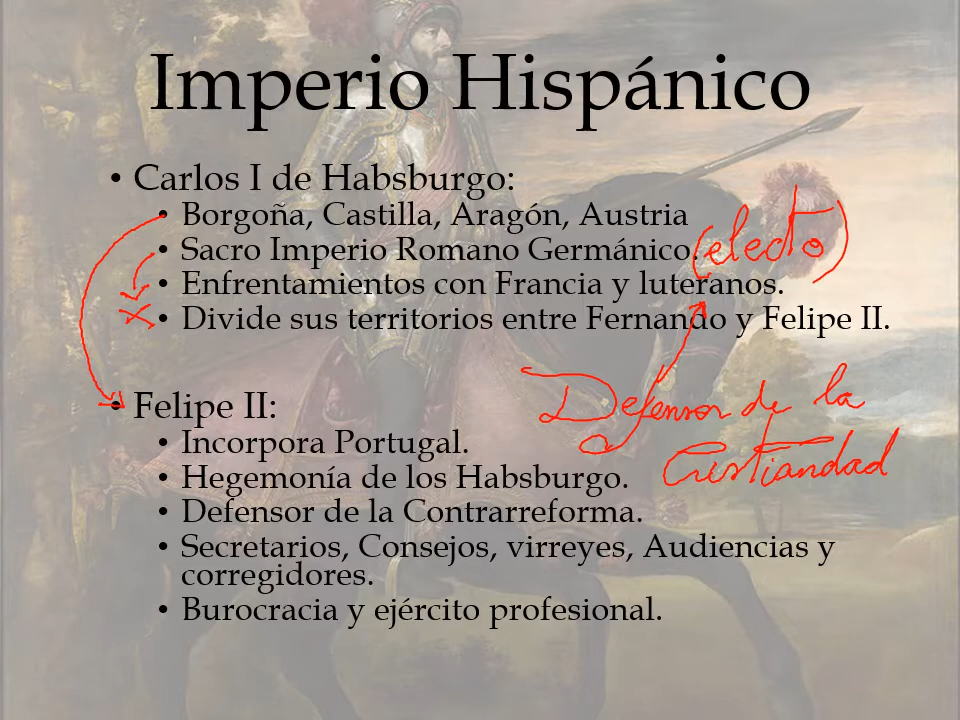 Imperio Hispánico
• Carlos I de Habsburgo:
• Borgoña, Castilla, Aragón, Austria
• Sacro Imperio Romano Germánico. (electo)
• Enfrentamientos con Francia y luteranos.
• Divide sus territorios entre Fernando y Felipe II.
Defensor de la
Cristiandad
• Felipe II:
• Incorpora Portugal.
• Hegemonía de los Habsburgo.
• Defensor de la Contrarreforma.
• Secretarios, Consejos, virreyes, Audiencias y
corregidores.
• Burocracia y ejército profesional.